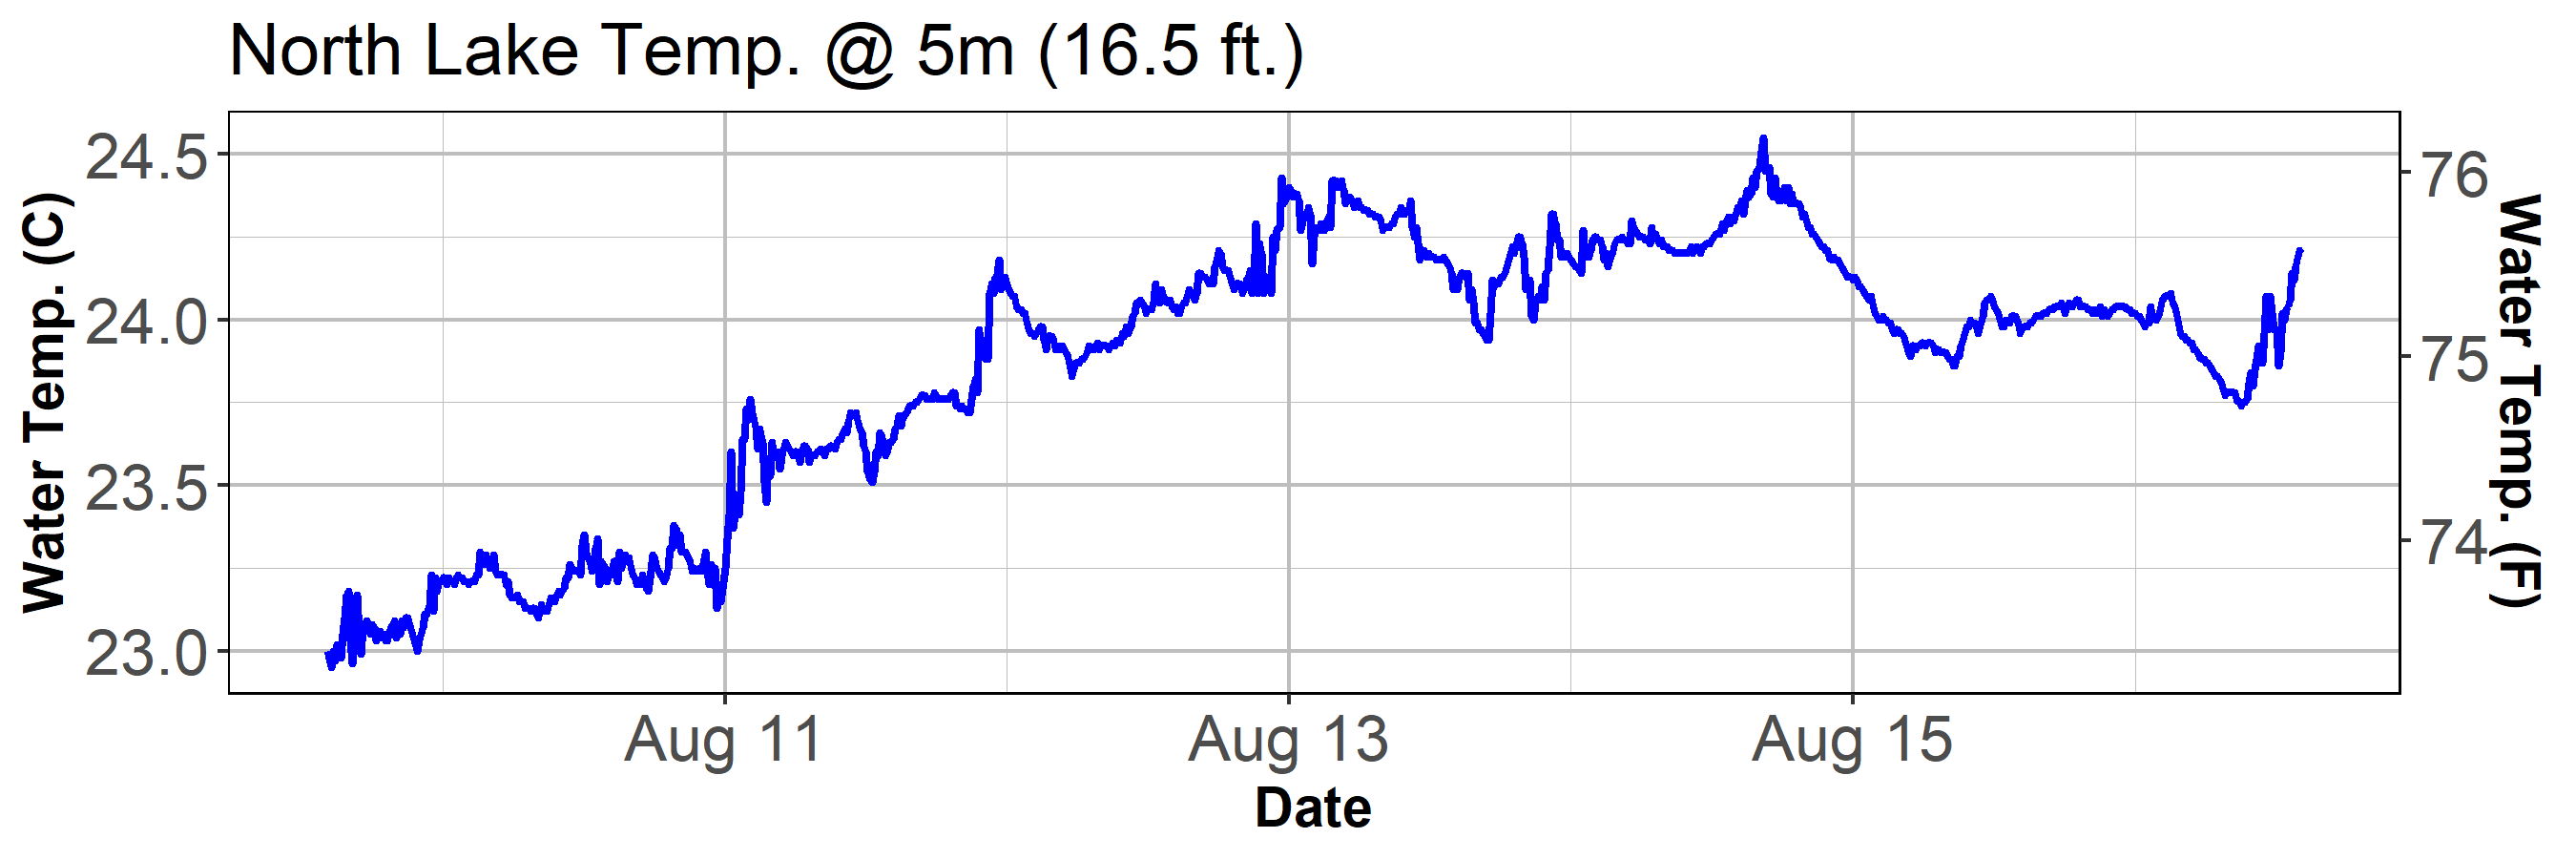 North Lake Temp. @ 5m (16.5 ft.)
Water Temp. (C)
24.5
24.0
23.5
23.0
76
75
74
Water Temp. (F)
Aug 11
Aug 13
Aug 15
Date